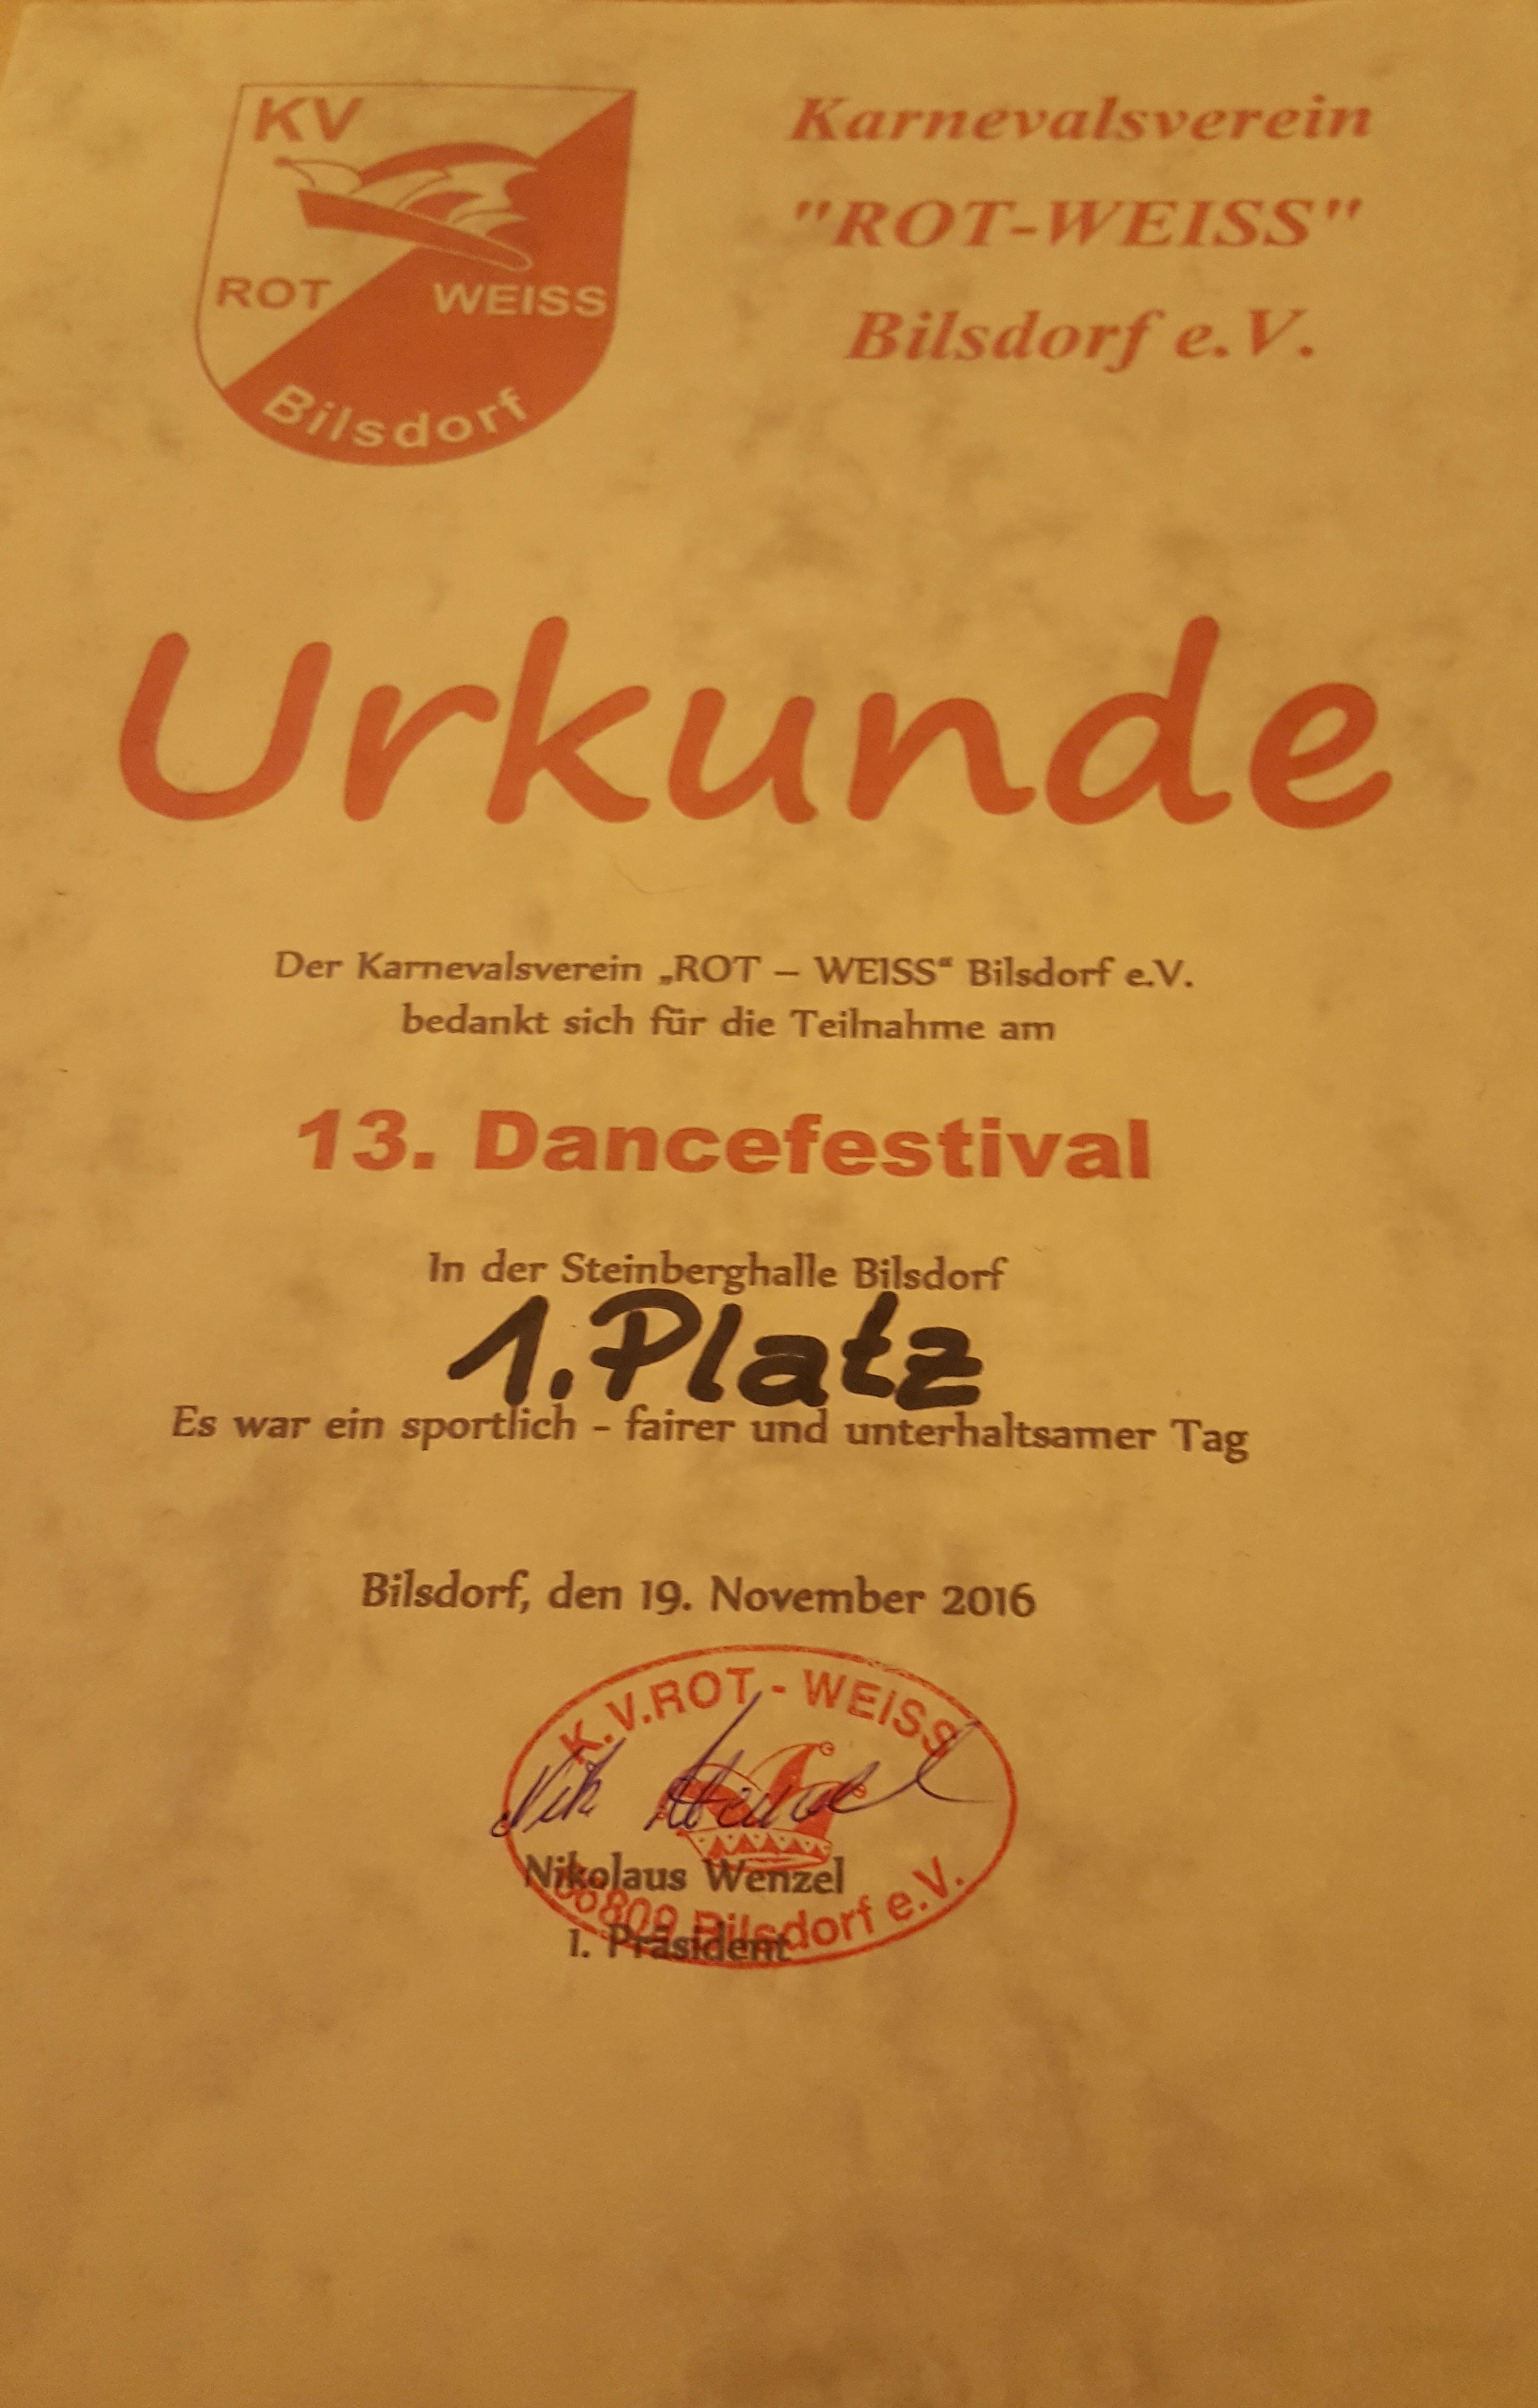 KV
ROT WEISS
Bilsdorf
Karnevalsverein
"ROT-WEISS"
Bilsdorf e.V.
Urkunde
Der Karnevalsverein „ROT – WEISS“ Bilsdorf e.V.
bedankt sich für die Teilnahme am
13. Dancefestival
In der Steinberghalle Bilsdorf
1. Platz
Es war ein sportlich - fairer und unterhaltsamer Tag
Bilsdorf, den 19. November 2016
K.V.ROT - WEISS
Nikolaus Wenzel
66809 Bilsdorf e.V.
1. Präsident